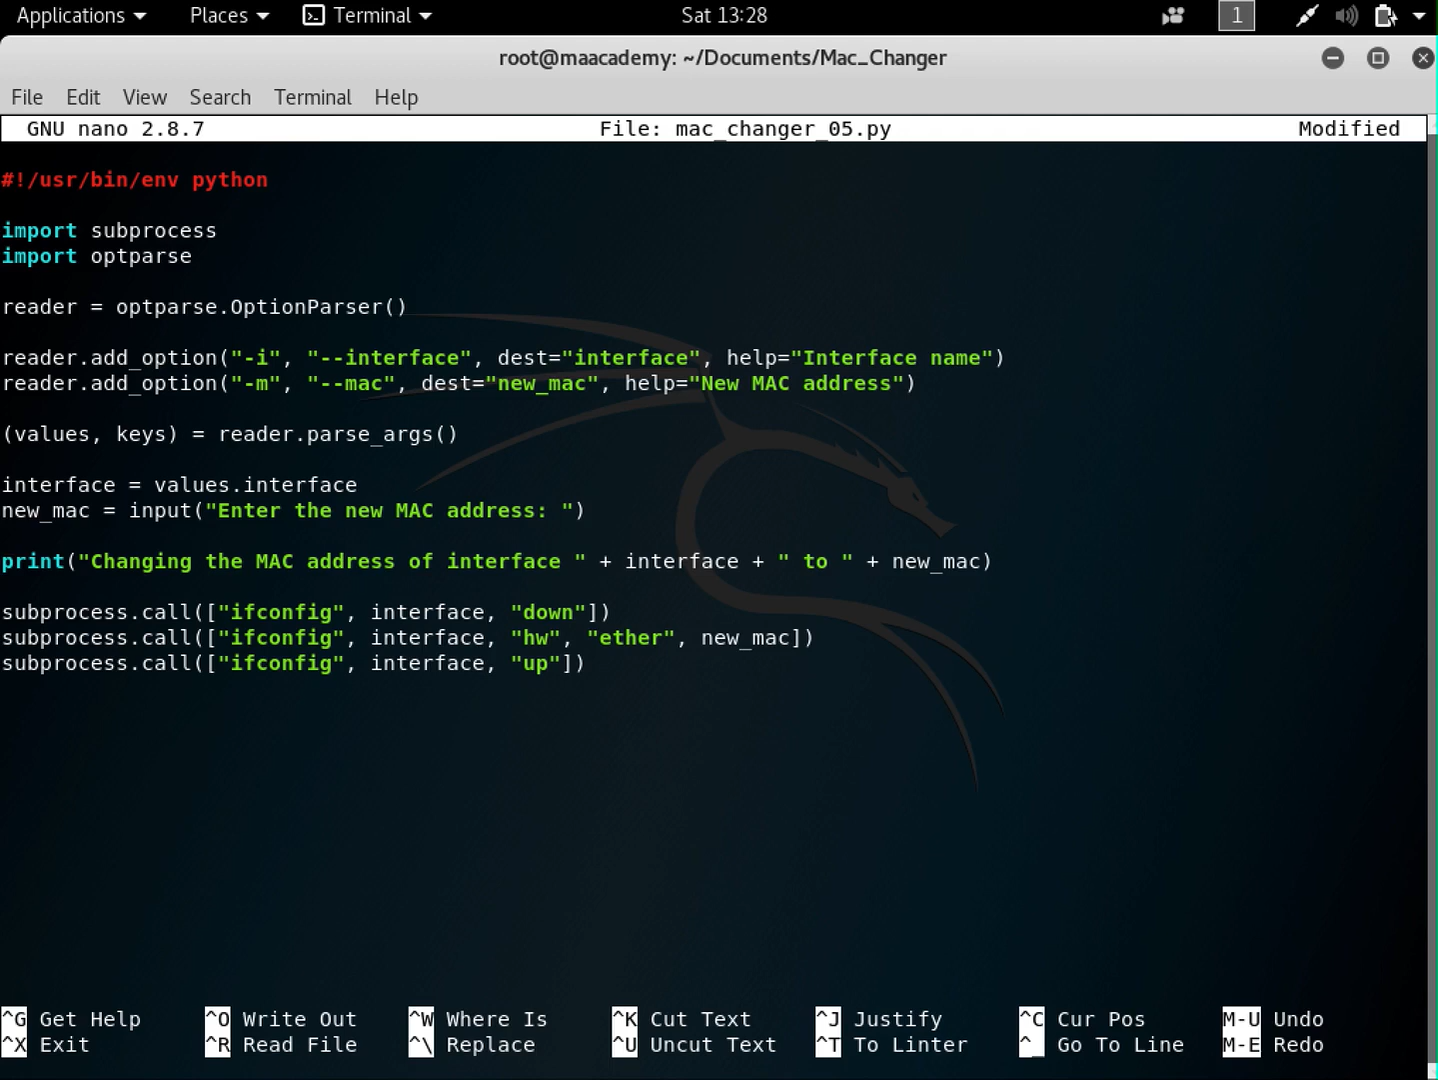 Applications Places Terminal Sat 13:28 1
root@maacademy: ~/Documents/Mac_Changer
File Edit View Search Terminal Help
GNU nano 2.8.7 File: mac_changer_05.py Modified
#!/usr/bin/env python
import subprocess
import optparse
reader = optparse.OptionParser()
reader.add_option("-i", "--interface", dest="interface", help="Interface name")
reader.add_option("-m", "--mac", dest="new_mac", help="New MAC address")
(values, keys) = reader.parse_args()
interface = values.interface
new_mac = input("Enter the new MAC address: ")
print("Changing the MAC address of interface " + interface + " to " + new_mac)
subprocess.call(["ifconfig", interface, "down"])
subprocess.call(["ifconfig", interface, "hw", "ether", new_mac])
subprocess.call(["ifconfig", interface, "up"])
^G Get Help ^O Write Out ^W Where Is ^K Cut Text ^J Justify ^C Cur Pos M-U Undo
^X Exit ^R Read File ^\ Replace ^U Uncut Text ^T To Linter ^_ Go To Line M-E Redo